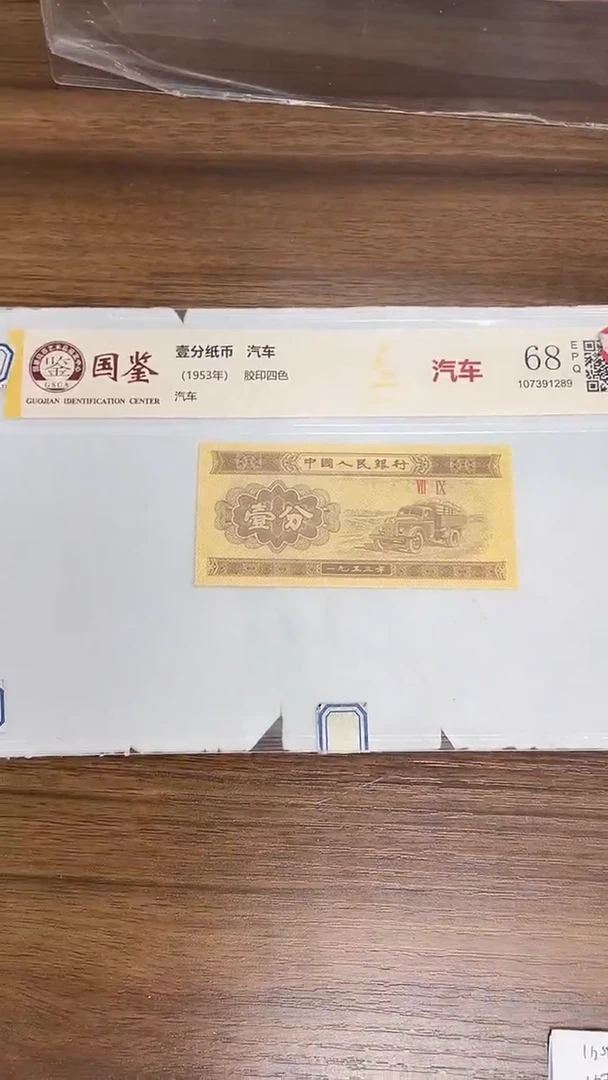 国鉴
GSCA
GUOJIAN IDENTIFICATION CENTER
壹分纸币 汽车
(1953年) 胶印四色
汽车
汽车
68
EPQ
107391289
中國人民銀行
VII IX
壹分
一九五三年